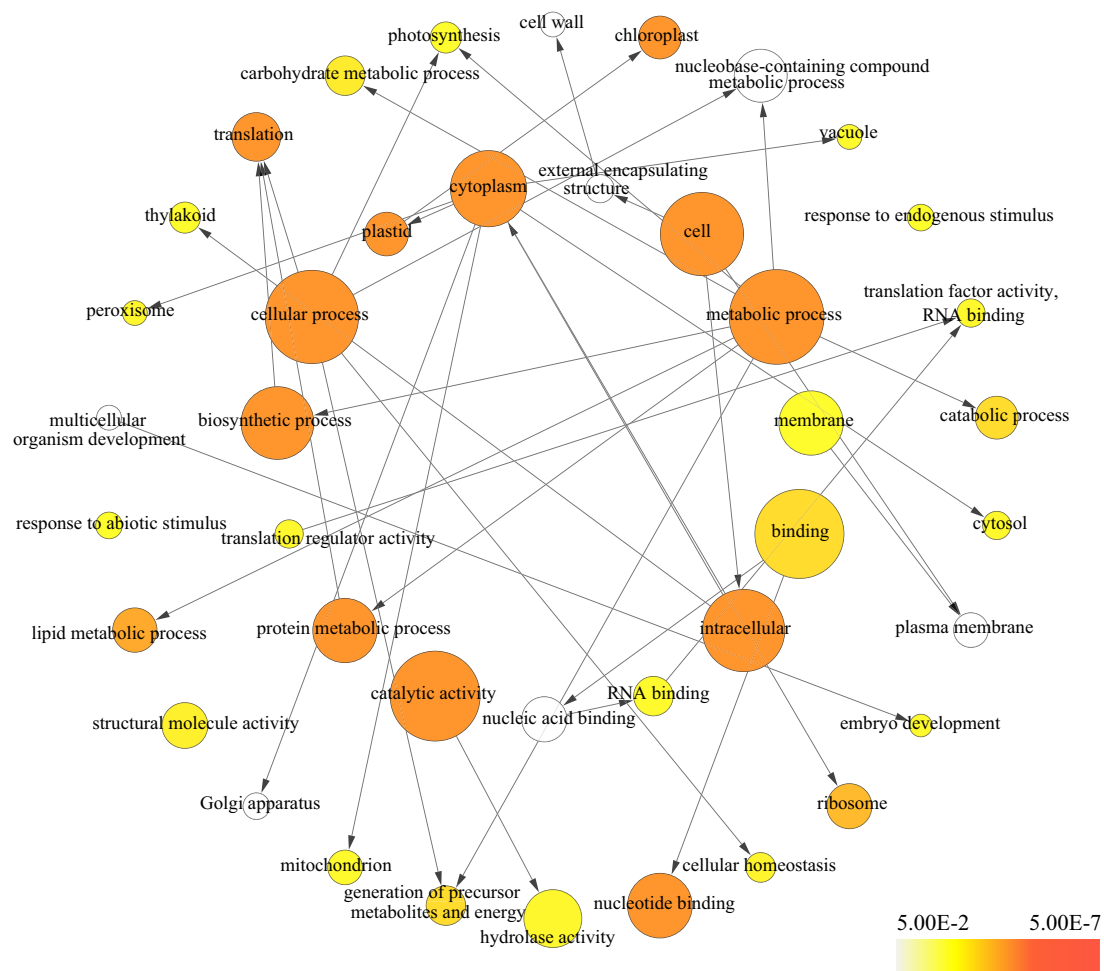 cell wall
photosynthesis
chloroplast
nucleobase-containing compound
metabolic process
carbohydrate metabolic process
translation
vacuole
external encapsulating
structure
cytoplasm
thylakoid
plastid
cell
response to endogenous stimulus
peroxisome
cellular process
metabolic process
translation factor activity,
RNA binding
multicellular
organism development
biosynthetic process
membrane
catabolic process
response to abiotic stimulus
translation regulator activity
binding
cytosol
lipid metabolic process
protein metabolic process
intracellular
plasma membrane
catalytic activity
RNA binding
nucleic acid binding
structural molecule activity
embryo development
Golgi apparatus
ribosome
mitochondrion
cellular homeostasis
generation of precursor
metabolites and energy
hydrolase activity
nucleotide binding
5.00E-2
5.00E-7